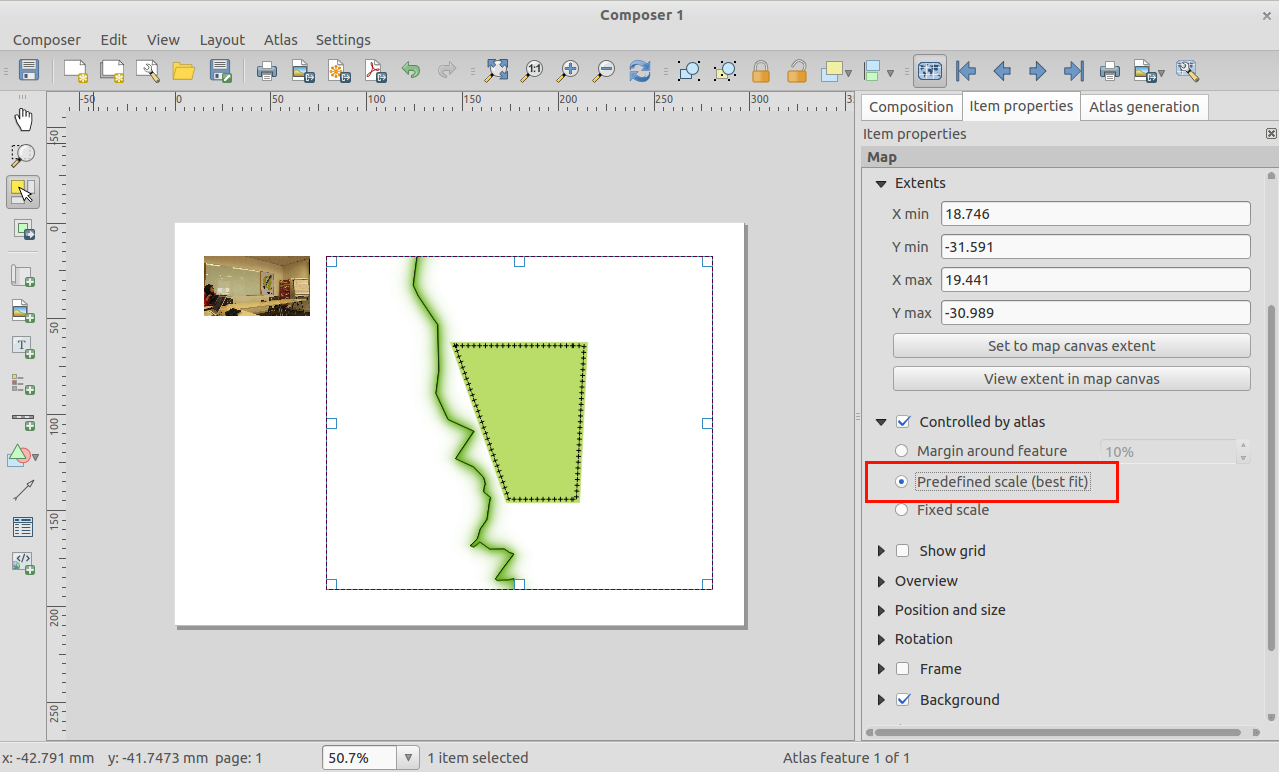 Composer 1
Composer Edit View Layout Atlas Settings
1:1
-50 0 50 100 150 200 250 300
Composition Item properties Atlas generation
Item properties
Map
Extents
X min 18.746
Y min -31.591
X max 19.441
Y max -30.989
Set to map canvas extent
View extent in map canvas
Controlled by atlas
Margin around feature 10%
Predefined scale (best fit)
Fixed scale
Show grid
Overview
Position and size
Rotation
Frame
Background
0
50
100
150
200
250
x: -42.791 mm y: -41.7473 mm page: 1 50.7% 1 item selected Atlas feature 1 of 1